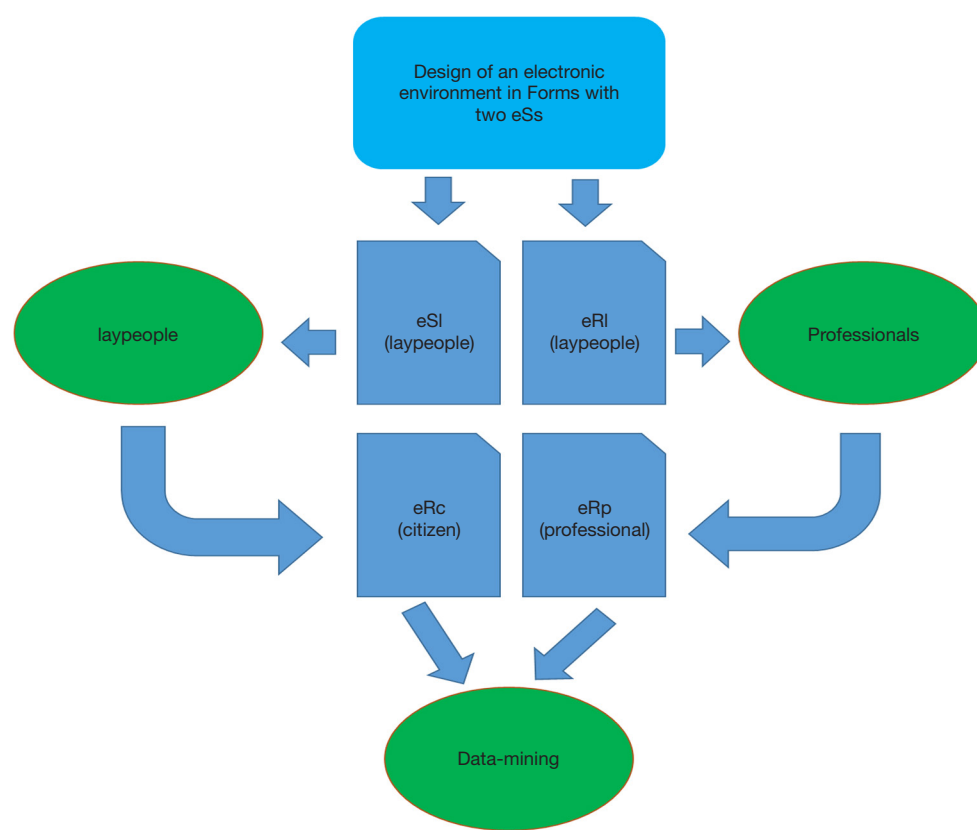 Design of an electronic
environment in Forms with
two eSs
laypeople
eSl
(laypeople)
eRl
(laypeople)
Professionals
eRc
(citizen)
eRp
(professional)
Data-mining